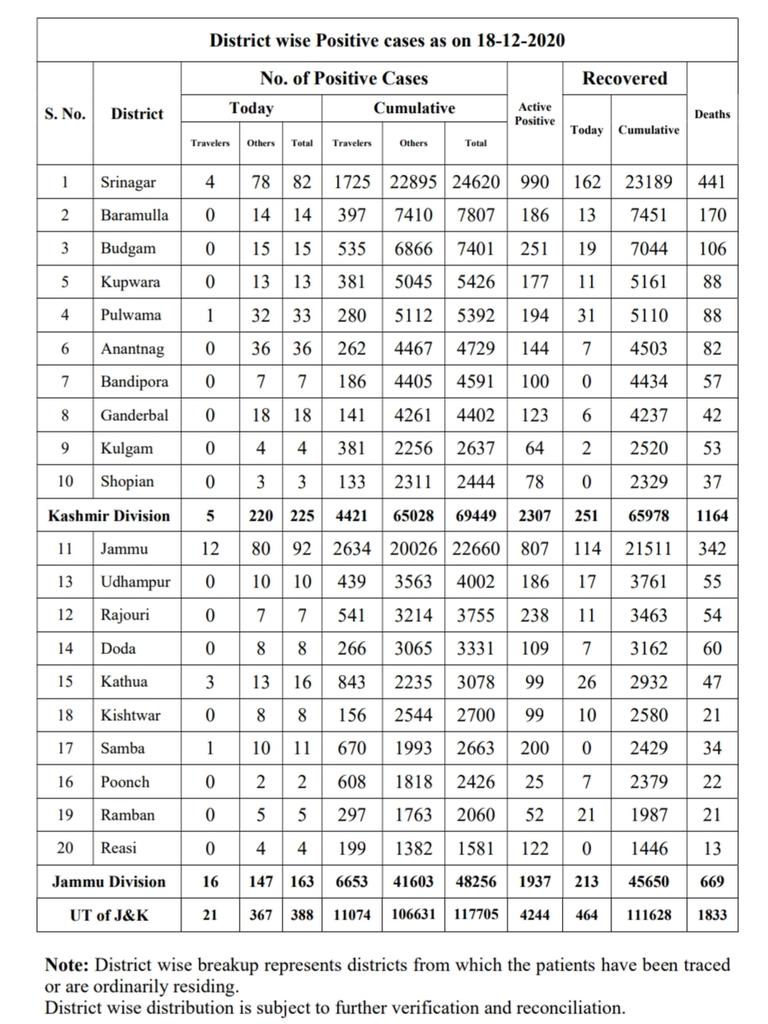 District wise Positive cases as on 18-12-2020
S. No. District No. of Positive Cases Active Positive Recovered Deaths
Today Cumulative Today Cumulative
Travelers Others Total Travelers Others Total
1 Srinagar 4 78 82 1725 22895 24620 990 162 23189 441
2 Baramulla 0 14 14 397 7410 7807 186 13 7451 170
3 Budgam 0 15 15 535 6866 7401 251 19 7044 106
5 Kupwara 0 13 13 381 5045 5426 177 11 5161 88
4 Pulwama 1 32 33 280 5112 5392 194 31 5110 88
6 Anantnag 0 36 36 262 4467 4729 144 7 4503 82
7 Bandipora 0 7 7 186 4405 4591 100 0 4434 57
8 Ganderbal 0 18 18 141 4261 4402 123 6 4237 42
9 Kulgam 0 4 4 381 2256 2637 64 2 2520 53
10 Shopian 0 3 3 133 2311 2444 78 0 2329 37
Kashmir Division 5 220 225 4421 65028 69449 2307 251 65978 1164
11 Jammu 12 80 92 2634 20026 22660 807 114 21511 342
13 Udhampur 0 10 10 439 3563 4002 186 17 3761 55
12 Rajouri 0 7 7 541 3214 3755 238 11 3463 54
14 Doda 0 8 8 266 3065 3331 109 7 3162 60
15 Kathua 3 13 16 843 2235 3078 99 26 2932 47
18 Kishtwar 0 8 8 156 2544 2700 99 10 2580 21
17 Samba 1 10 11 670 1993 2663 200 0 2429 34
16 Poonch 0 2 2 608 1818 2426 25 7 2379 22
19 Ramban 0 5 5 297 1763 2060 52 21 1987 21
20 Reasi 0 4 4 199 1382 1581 122 0 1446 13
Jammu Division 16 147 163 6653 41603 48256 1937 213 45650 669
UT of J&K 21 367 388 11074 106631 117705 4244 464 111628 1833
Note: District wise breakup represents districts from which the patients have been traced
or are ordinarily residing.
District wise distribution is subject to further verification and reconciliation.